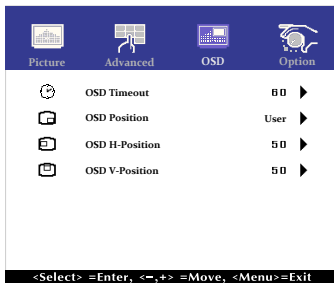 Picture Advanced OSD Option
OSD Timeout 60
OSD Position User
OSD H-Position 50
OSD V-Position 50
<Select> =Enter, <−,+> =Move, <Menu>=Exit